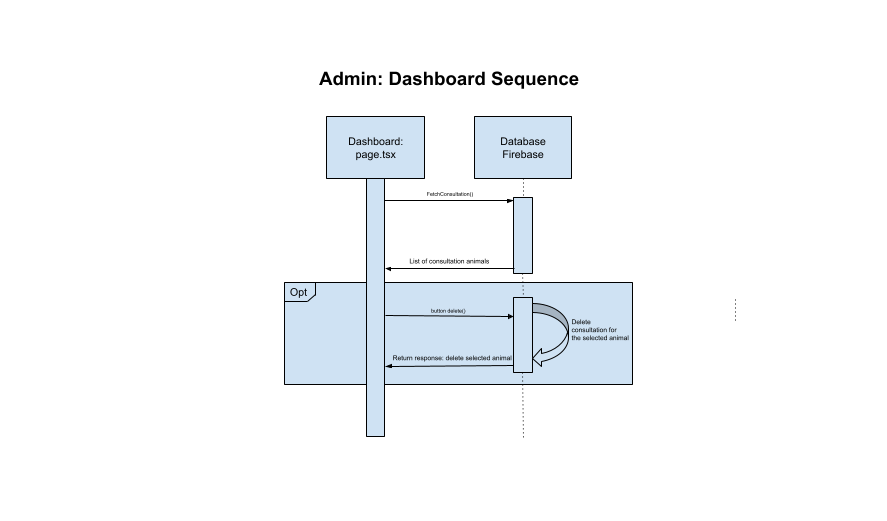 Admin: Dashboard Sequence
Dashboard:
page.tsx
Database
Firebase
FetchConsultation()
List of consultation animals
Opt
button delete()
Delete
consultation for
the selected animal
Return response: delete selected animal